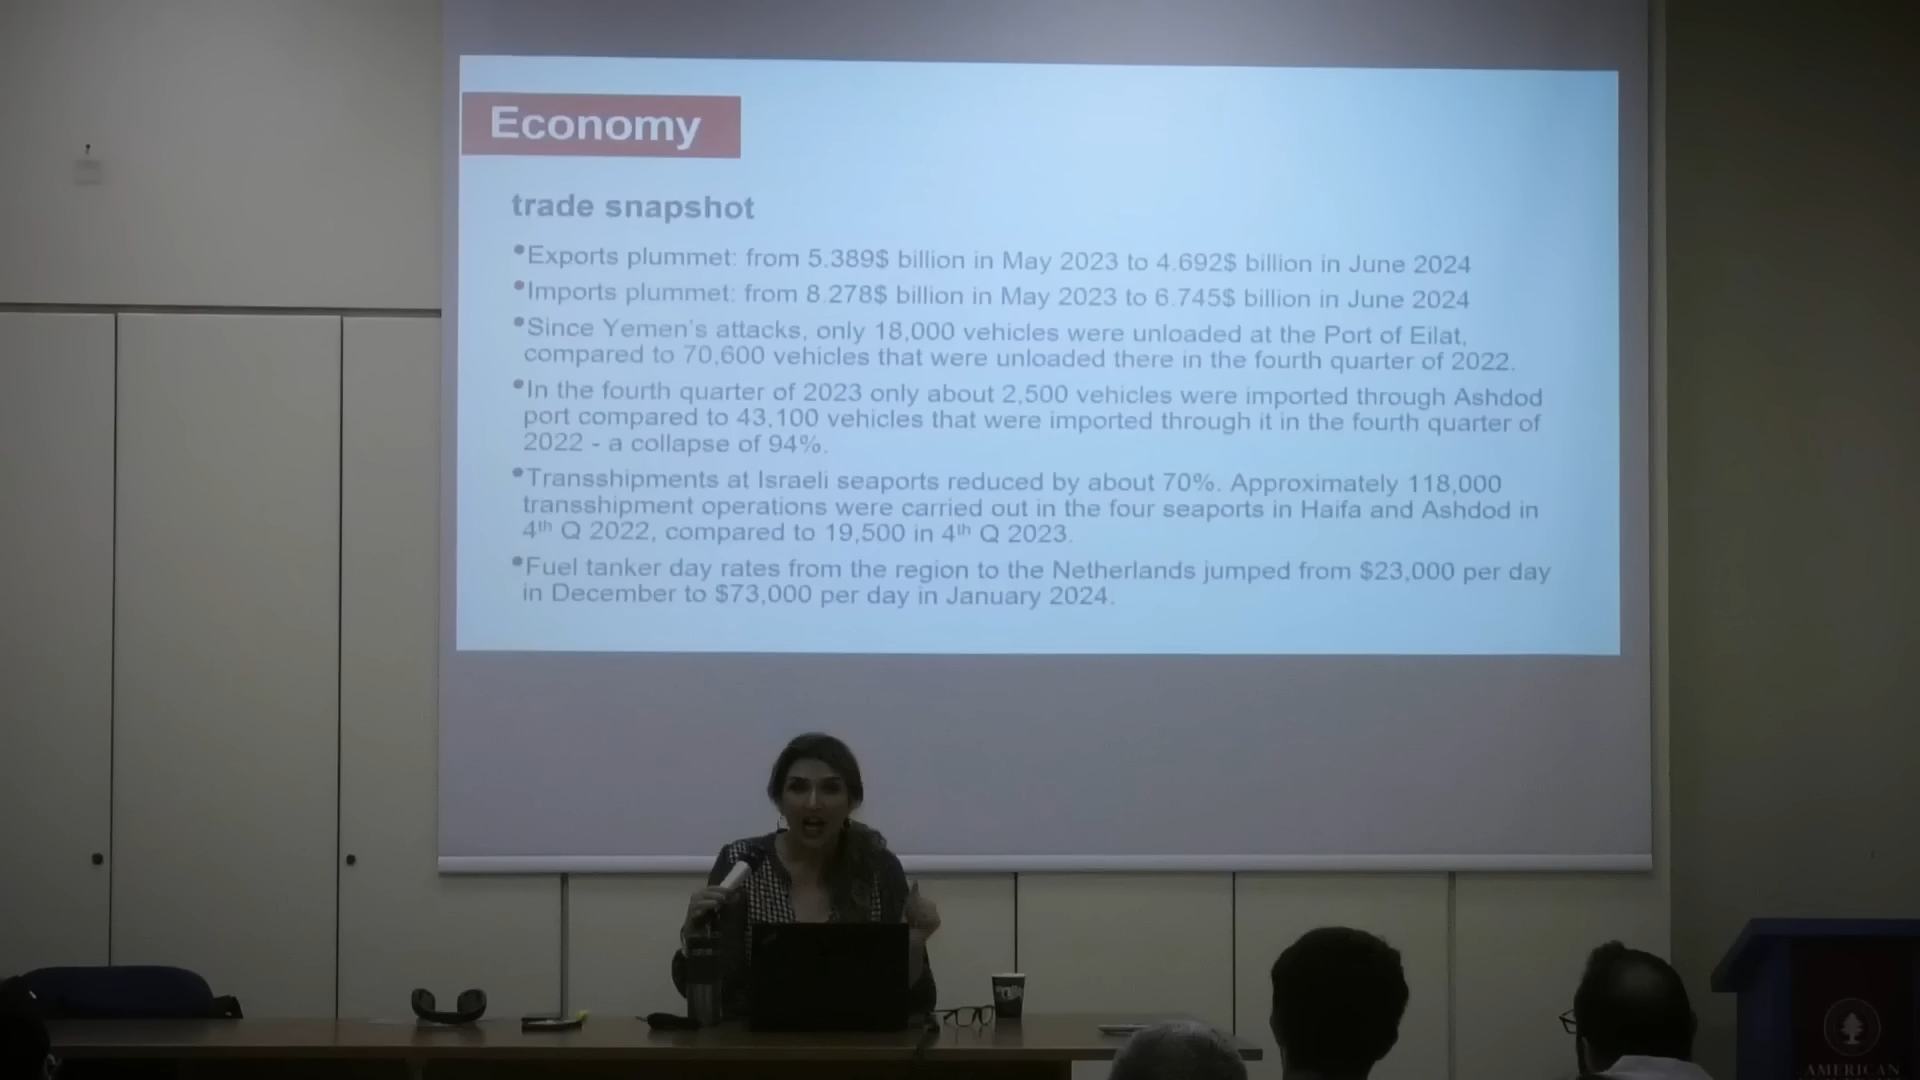 Economy
trade snapshot
•Exports plummet: from 5.389$ billion in May 2023 to 4.692$ billion in June 2024
•Imports plummet: from 8.278$ billion in May 2023 to 6.745$ billion in June 2024
•Since Yemen's attacks, only 18,000 vehicles were unloaded at the Port of Eilat,
compared to 70,600 vehicles that were unloaded there in the fourth quarter of 2022.
•In the fourth quarter of 2023 only about 2,500 vehicles were imported through Ashdod
port compared to 43,100 vehicles that were imported through it in the fourth quarter of
2022 - a collapse of 94%.
•Transshipments at Israeli seaports reduced by about 70%. Approximately 118,000
transshipment operations were carried out in the four seaports in Haifa and Ashdod in
4th Q 2022, compared to 19,500 in 4th Q 2023.
•Fuel tanker day rates from the region to the Netherlands jumped from $23,000 per day
in December to $73,000 per day in January 2024.
AMERICAN